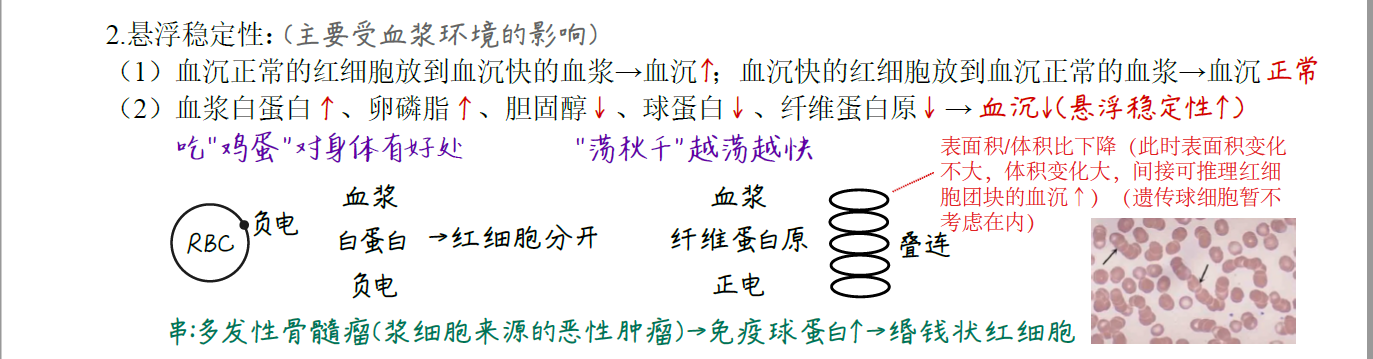 2.悬浮稳定性：(主要受血浆环境的影响)
（1）血沉正常的红细胞放到血沉快的血浆→血沉↑；血沉快的红细胞放到血沉正常的血浆→血沉 正常
（2）血浆白蛋白↑、卵磷脂↑、胆固醇↓、球蛋白↓、纤维蛋白原↓→血沉↓(悬浮稳定性↑)
吃"鸡蛋"对身体有好处
"荡秋千"越荡越快
表面积/体积比下降（此时表面积变化
不大，体积变化大，间接可推理红细
胞团块的血沉↑）（遗传球细胞暂不
考虑在内）
RBC
负电
血浆
白蛋白
负电
→红细胞分开
血浆
纤维蛋白原
正电
叠连
串:多发性骨髓瘤(浆细胞来源的恶性肿瘤)→免疫球蛋白↑→缗钱状红细胞